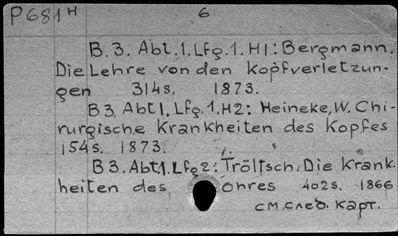 P681H 6
B.3. Abt.1.Lfg.1.H1: Bergmann.
Die Lehre von den Kopfverletzun-
gen 314s. 1873.
B3. Abt1.Lfg.1.H2: Heineke,W. Chi-
rurgische Krankheiten des Kopfes
154s. 1873.
B3.Abt1.Lfg2: Tröltsch. Die Krank
heiten des Ohres 402s. 1866
см.след. карт.